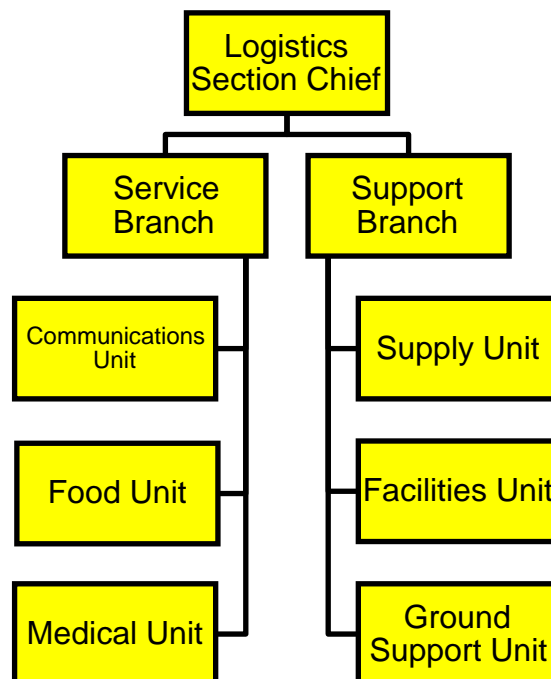 Logistics
Section Chief
Service
Branch
Support
Branch
Communications
Unit
Supply Unit
Food Unit
Facilities Unit
Medical Unit
Ground
Support Unit